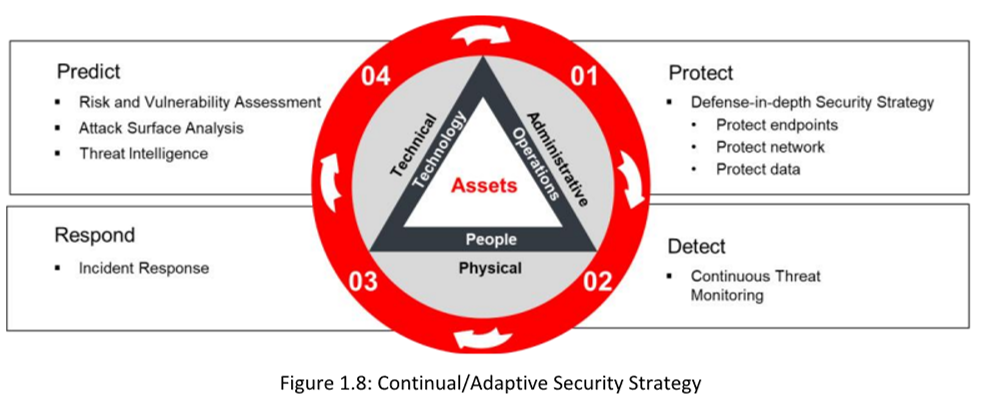 Predict
Risk and Vulnerability Assessment
Attack Surface Analysis
Threat Intelligence
04
01
Protect
Defense-in-depth Security Strategy
Protect endpoints
Protect network
Protect data
Technical
Technology
Administrative
Operations
Assets
People
Physical
Respond
Incident Response
03
02
Detect
Continuous Threat
Monitoring
Figure 1.8: Continual/Adaptive Security Strategy